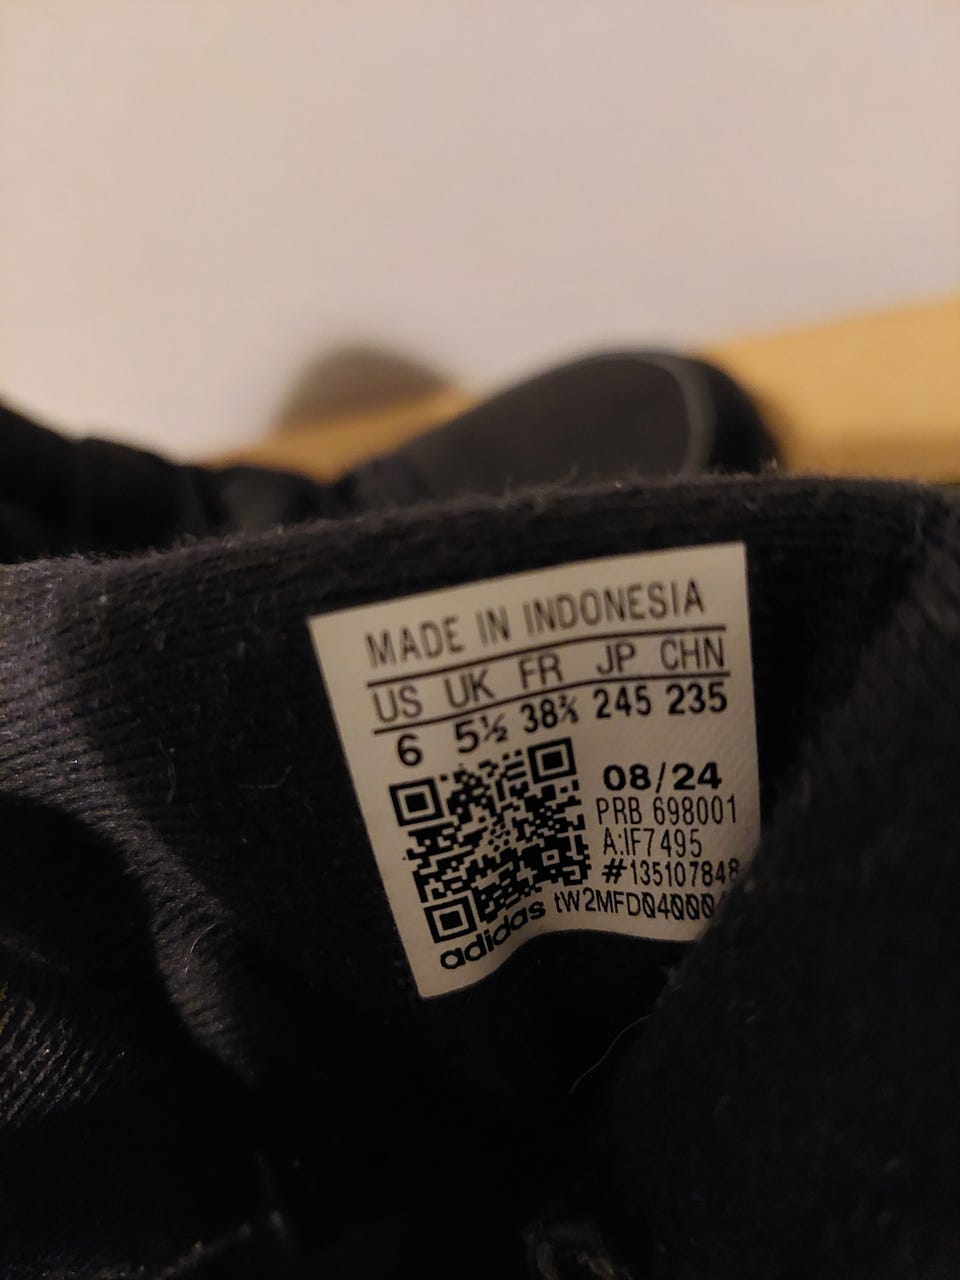 MADE IN INDONESIA
US UK FR JP CHN
6 5½ 38⅔ 245 235
08/24
PRB 698001
A:IF7495
#135107848
adidas